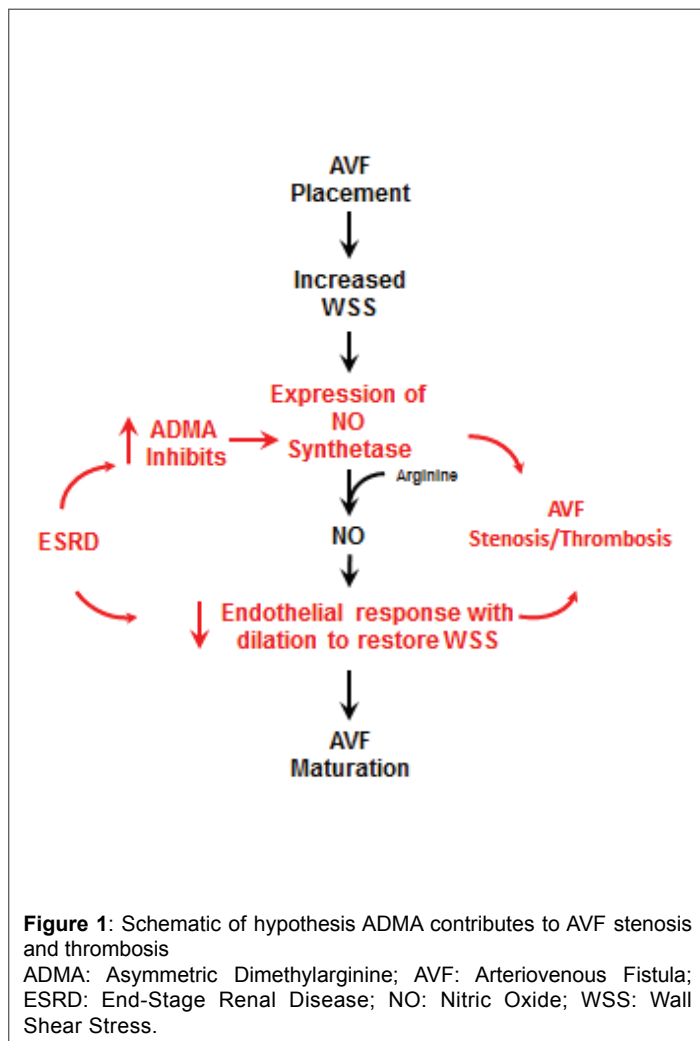 AVF
Placement
Increased
WSS
Expression of
NO
Synthetase
ADMA
Inhibits
Arginine
ESRD
NO
AVF
Stenosis/Thrombosis
Endothelial response with
dilation to restore WSS
AVF
Maturation
Figure 1: Schematic of hypothesis ADMA contributes to AVF stenosis
and thrombosis
ADMA: Asymmetric Dimethylarginine; AVF: Arteriovenous Fistula;
ESRD: End-Stage Renal Disease; NO: Nitric Oxide; WSS: Wall
Shear Stress.